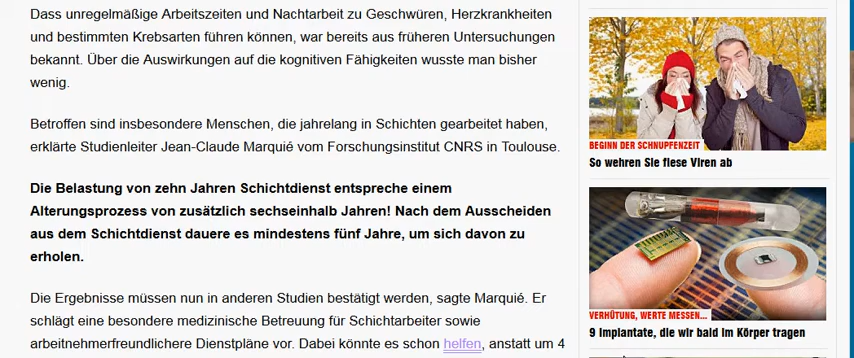 Dass unregelmäßige Arbeitszeiten und Nachtarbeit zu Geschwüren, Herzkrankheiten
und bestimmten Krebsarten führen können, war bereits aus früheren Untersuchungen
bekannt. Über die Auswirkungen auf die kognitiven Fähigkeiten wusste man bisher
wenig.
Betroffen sind insbesondere Menschen, die jahrelang in Schichten gearbeitet haben,
erklärte Studienleiter Jean-Claude Marquié vom Forschungsinstitut CNRS in Toulouse.
Die Belastung von zehn Jahren Schichtdienst entspreche einem
Alterungsprozess von zusätzlich sechseinhalb Jahren! Nach dem Ausscheiden
aus dem Schichtdienst dauere es mindestens fünf Jahre, um sich davon zu
erholen.
Die Ergebnisse müssen nun in anderen Studien bestätigt werden, sagte Marquié. Er
schlägt eine besondere medizinische Betreuung für Schichtarbeiter sowie
arbeitnehmerfreundlichere Dienstpläne vor. Dabei könnte es schon helfen, anstatt um 4
BEGINN DER SCHNUPFENZEIT
So wehren Sie fiese Viren ab
VERHÜTUNG, WERTE MESSEN...
9 Implantate, die wir bald im Körper tragen